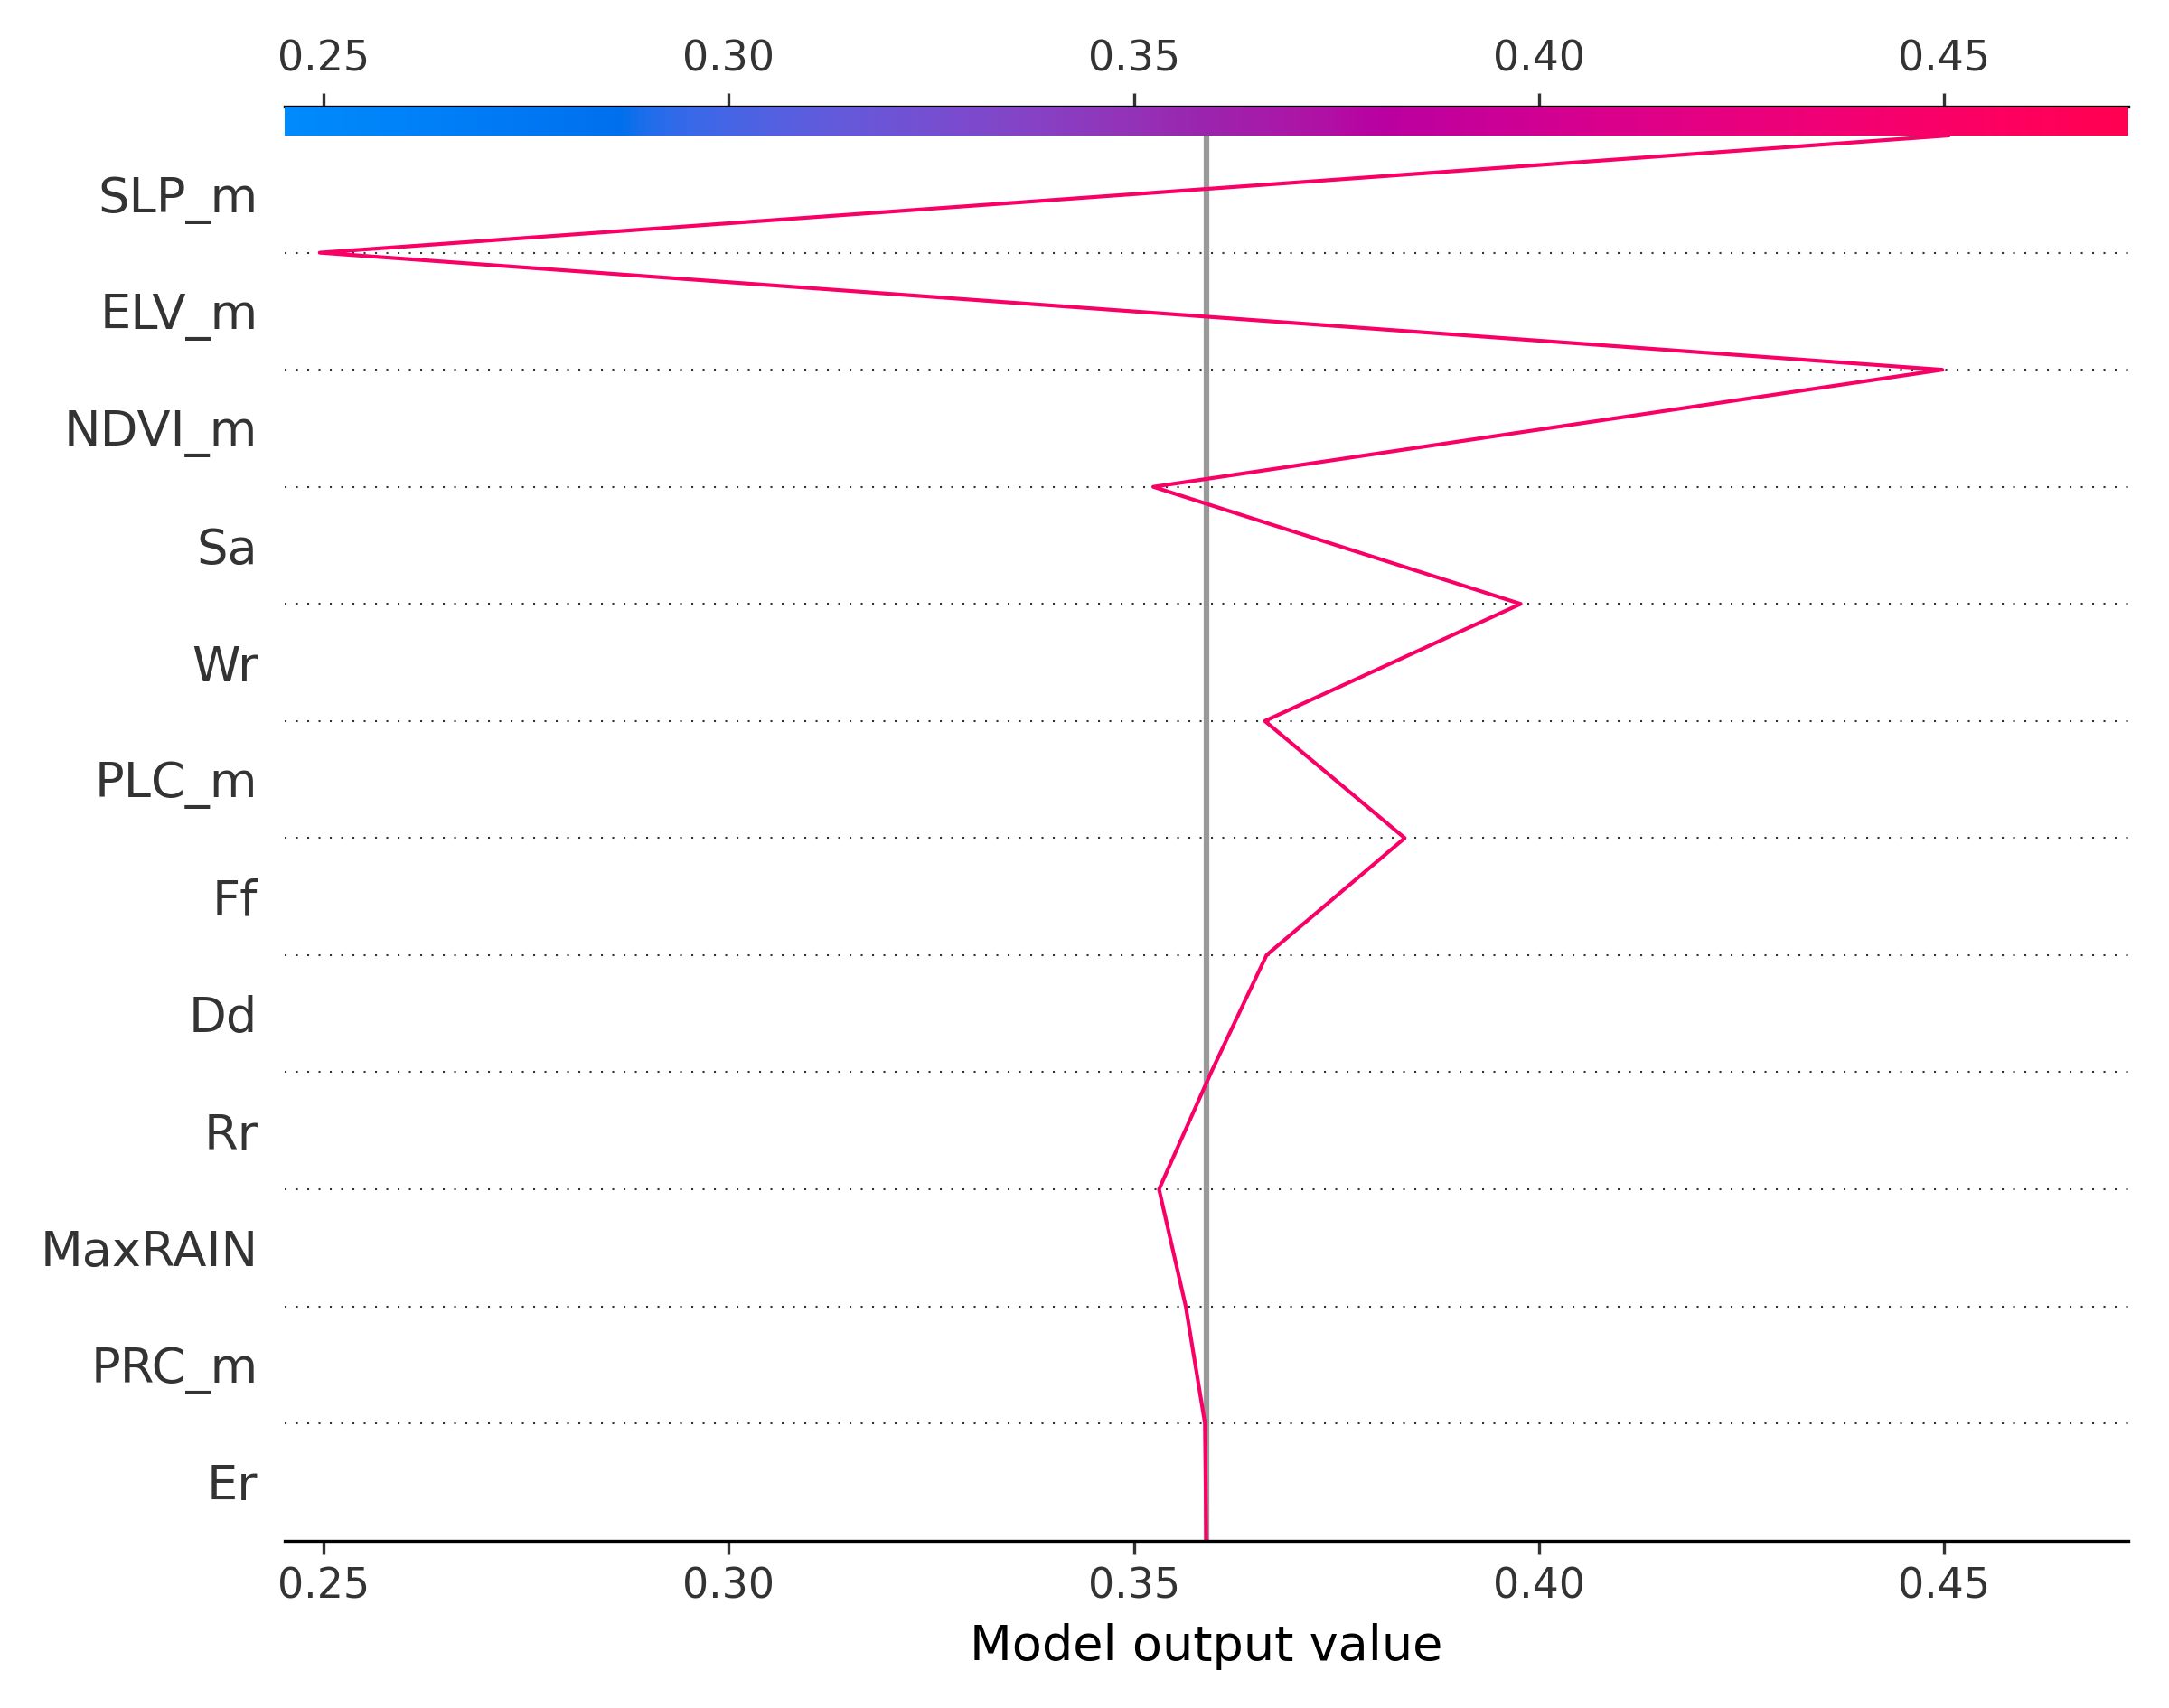 0.25 0.30 0.35 0.40 0.45
SLP_m
ELV_m
NDVI_m
Sa
Wr
PLC_m
Ff
Dd
Rr
MaxRAIN
PRC_m
Er
0.25 0.30 0.35 0.40 0.45
Model output value